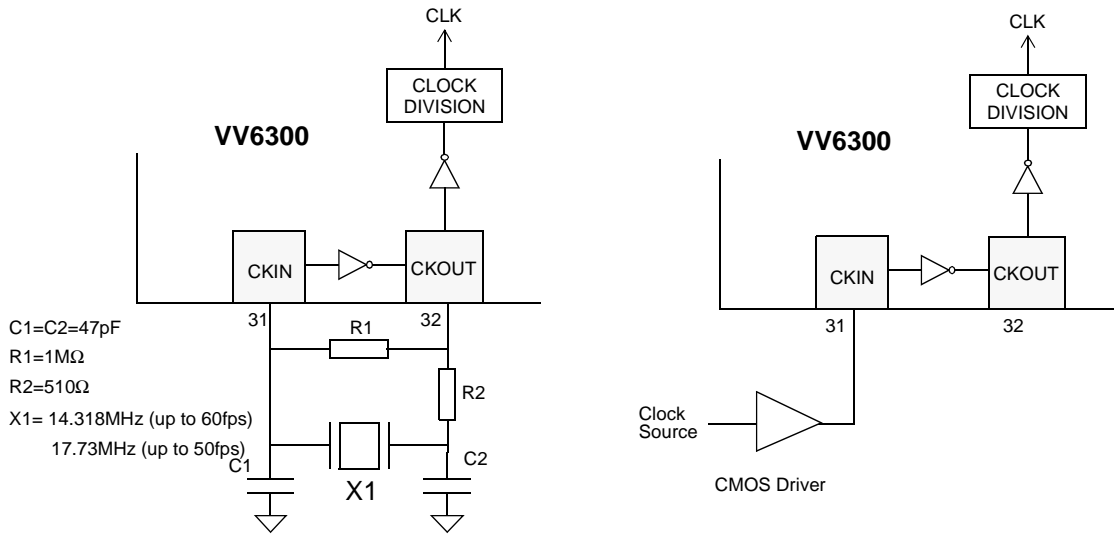 CLK
CLOCK
DIVISION
VV6300
CKIN
CKOUT
31
32
C1=C2=47pF
R1=1MΩ
R2=510Ω
X1= 14.318MHz (up to 60fps)
17.73MHz (up to 50fps)
R1
R2
C1
C2
X1
CLK
CLOCK
DIVISION
VV6300
CKIN
CKOUT
31
32
Clock
Source
CMOS Driver